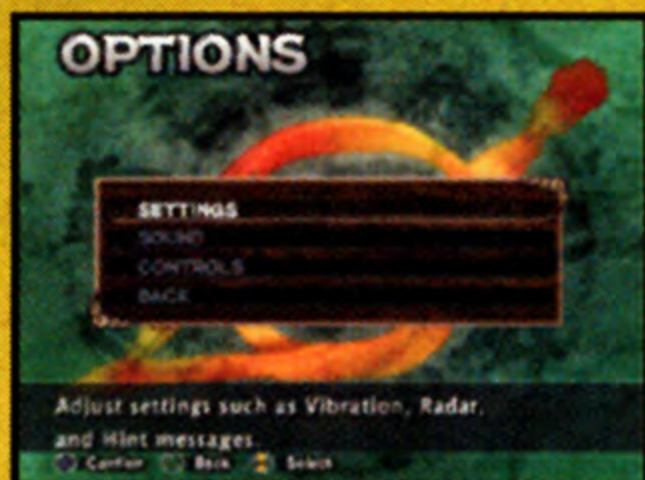 OPTIONS
SETTINGS
SOUND
CONTROLS
BACK
Adjust settings such as Vibration, Radar,
and Hint messages.
Confirm Back Select